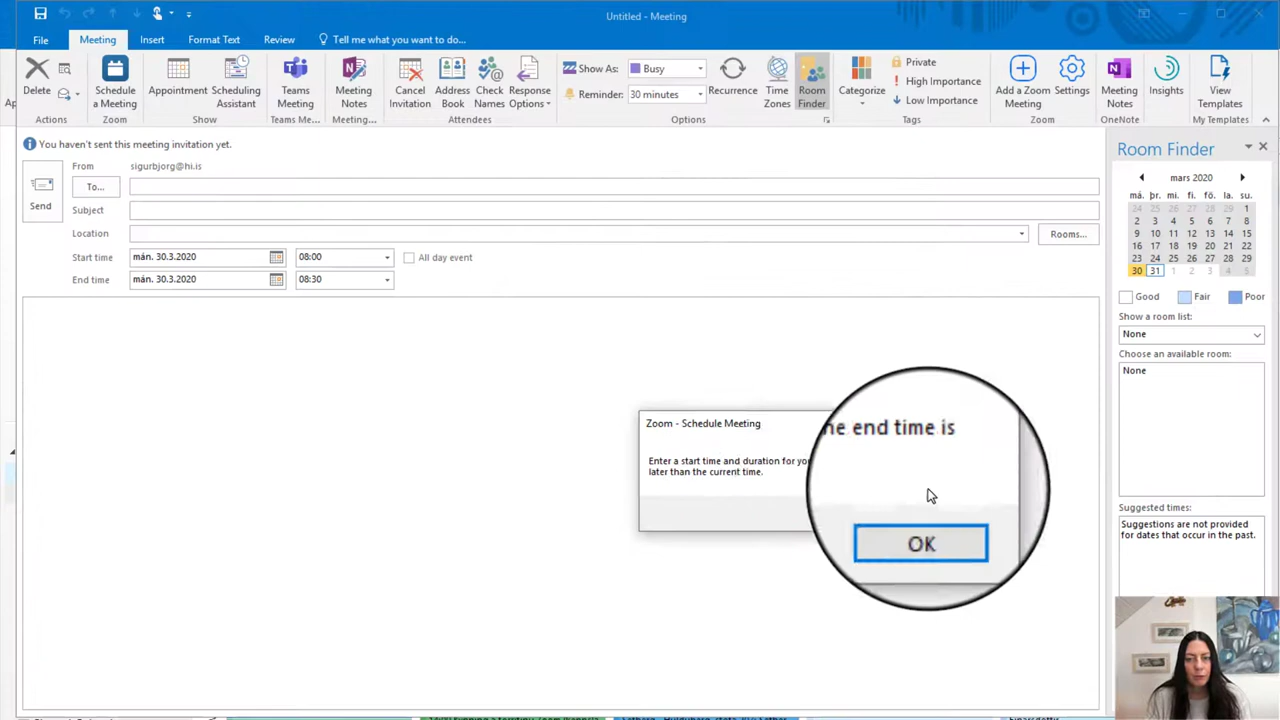 Untitled - Meeting
File
Meeting
Insert
Format Text
Review
Tell me what you want to do...
Delete
Schedule
a Meeting
Appointment
Scheduling
Assistant
Teams
Meeting
Meeting
Notes
Cancel
Invitation
Address
Book
Check
Names
Response
Options
Show As:
Busy
Reminder:
30 minutes
Recurrence
Time
Zones
Room
Finder
Categorize
Private
High Importance
Low Importance
Add a Zoom
Meeting
Settings
Meeting
Notes
Insights
View
Templates
Actions
Zoom
Show
Teams Me...
Meeting...
Attendees
Options
Tags
Zoom
OneNote
My Templates
You haven't sent this meeting invitation yet.
From
sigurbjorg@hi.is
To...
Send
Subject
Location
Rooms...
Start time
mán. 30.3.2020
08:00
All day event
End time
mán. 30.3.2020
08:30
Room Finder
mars 2020
má. þr. mi. fi. fö. la. su.
24 25 26 27 28 29 1
2 3 4 5 6 7 8
9 10 11 12 13 14 15
16 17 18 19 20 21 22
23 24 25 26 27 28 29
30 31 1 2 3 4 5
Good
Fair
Poor
Show a room list:
None
Choose an available room:
None
Suggested times:
Suggestions are not provided
for dates that occur in the past.
Zoom - Schedule Meeting
Enter a start time and duration for
later than the current time.
end time is
OK